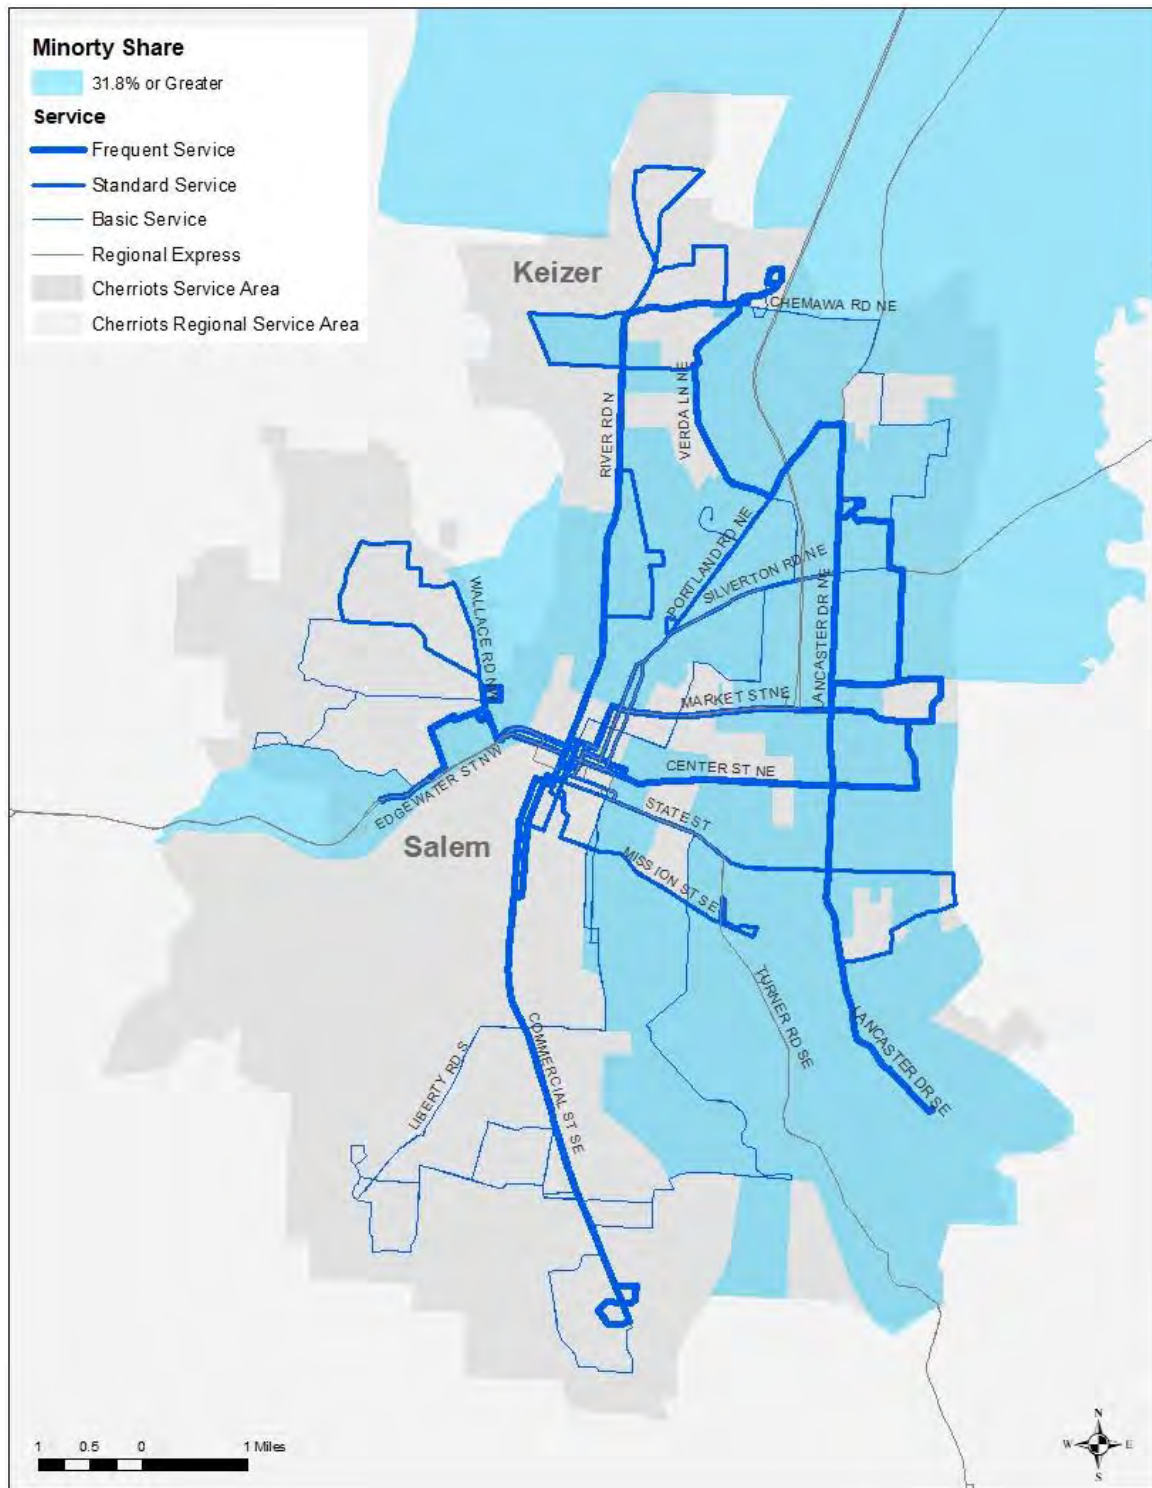 Minorty Share
31.8% or Greater
Service
Frequent Service
Standard Service
Basic Service
Regional Express
Cherriots Service Area
Cherriots Regional Service Area
Keizer
CHEMAWA RD NE
RIVER RD N
VERDA LN NE
PORTLAND RD NE
SILVERTON RD NE
LANCASTER DR NE
WALLACE RD NW
MARKET ST NE
CENTER ST NE
EDGEWATER ST NW
STATE ST
Salem
MISSION ST SE
TURNER RD SE
LANCASTER DR SE
COMMERCIAL ST SE
LIBERTY RD S
1 0.5 0 1 Miles
N
W E
S